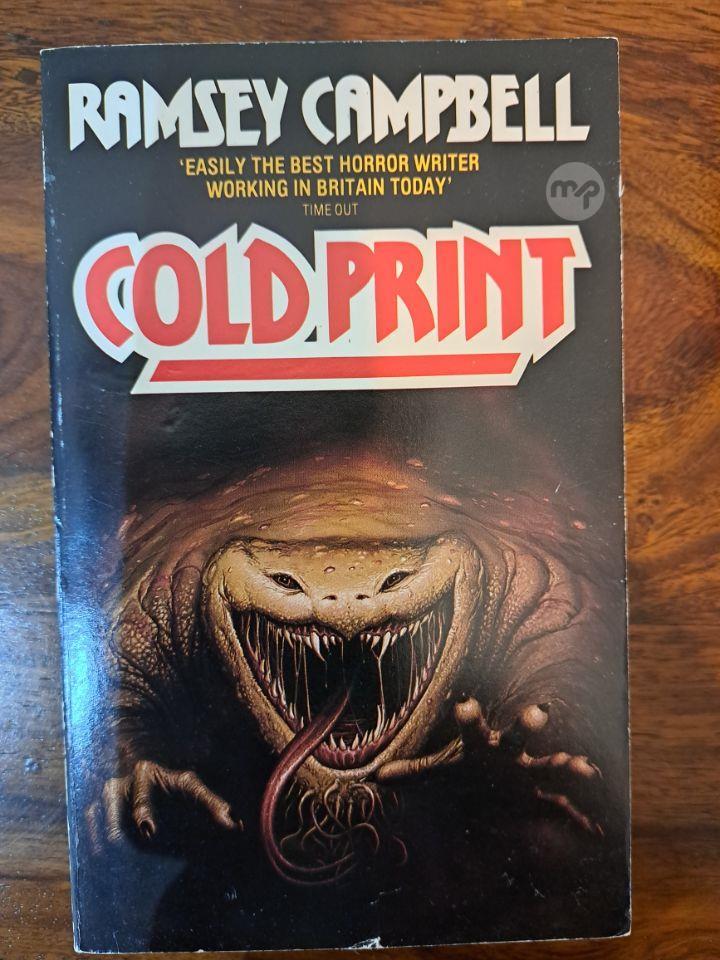 RAMSEY CAMPBELL
'EASILY THE BEST HORROR WRITER
WORKING IN BRITAIN TODAY'
TIME OUT
mp
COLD PRINT